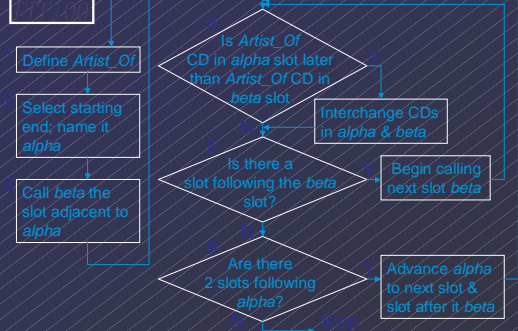 Define Artist_Of
Select starting
end; name it
alpha
Call beta the
slot adjacent to
alpha
Is Artist_Of
CD in alpha slot later
than Artist_Of CD in
beta slot
Y
Interchange CDs
in alpha & beta
N
Is there a
slot following the beta
slot?
Y
Begin calling
next slot beta
N
Are there
2 slots following
alpha?
Y
Advance alpha
to next slot &
slot after it beta
N
Stop